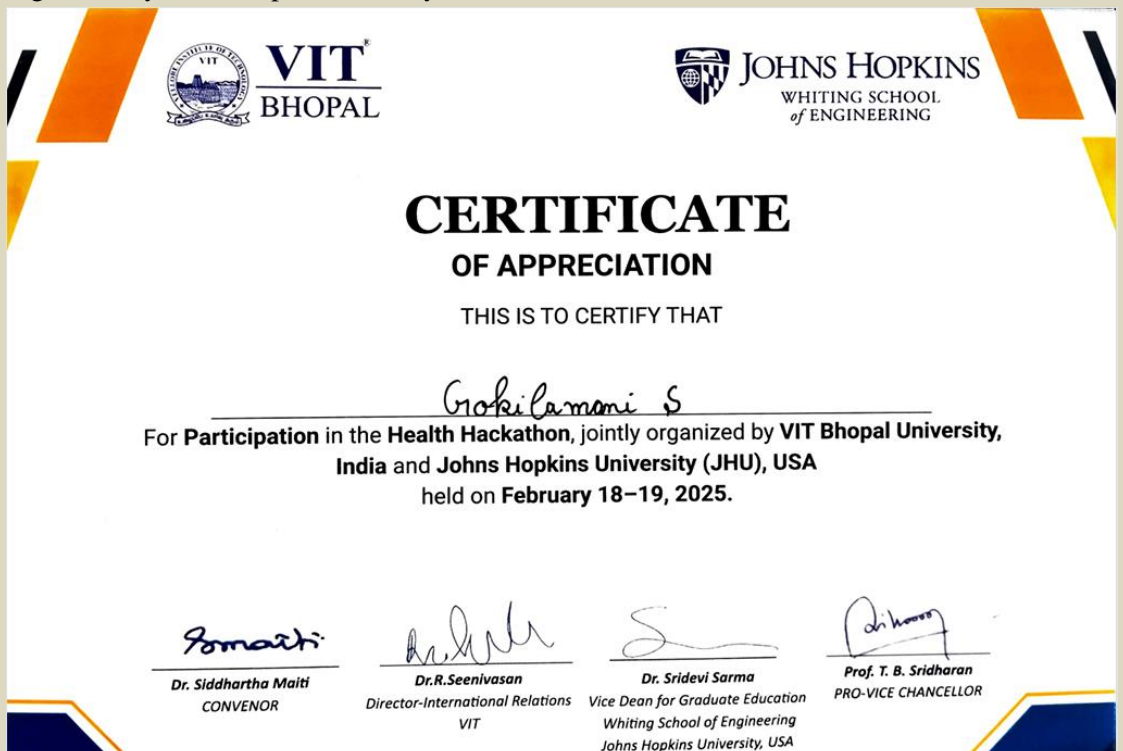 VIT®
BHOPAL
VIT
JOHNS HOPKINS
WHITING SCHOOL
of ENGINEERING
CERTIFICATE
OF APPRECIATION
THIS IS TO CERTIFY THAT
Gokilamani S
For Participation in the Health Hackathon, jointly organized by VIT Bhopal University,
India and Johns Hopkins University (JHU), USA
held on February 18–19, 2025.
Smaiti
Dr. Siddhartha Maiti
CONVENOR
Dr.R.Seenivasan
Director-International Relations
VIT
Dr. Sridevi Sarma
Vice Dean for Graduate Education
Whiting School of Engineering
Johns Hopkins University, USA
Prof. T. B. Sridharan
PRO-VICE CHANCELLOR